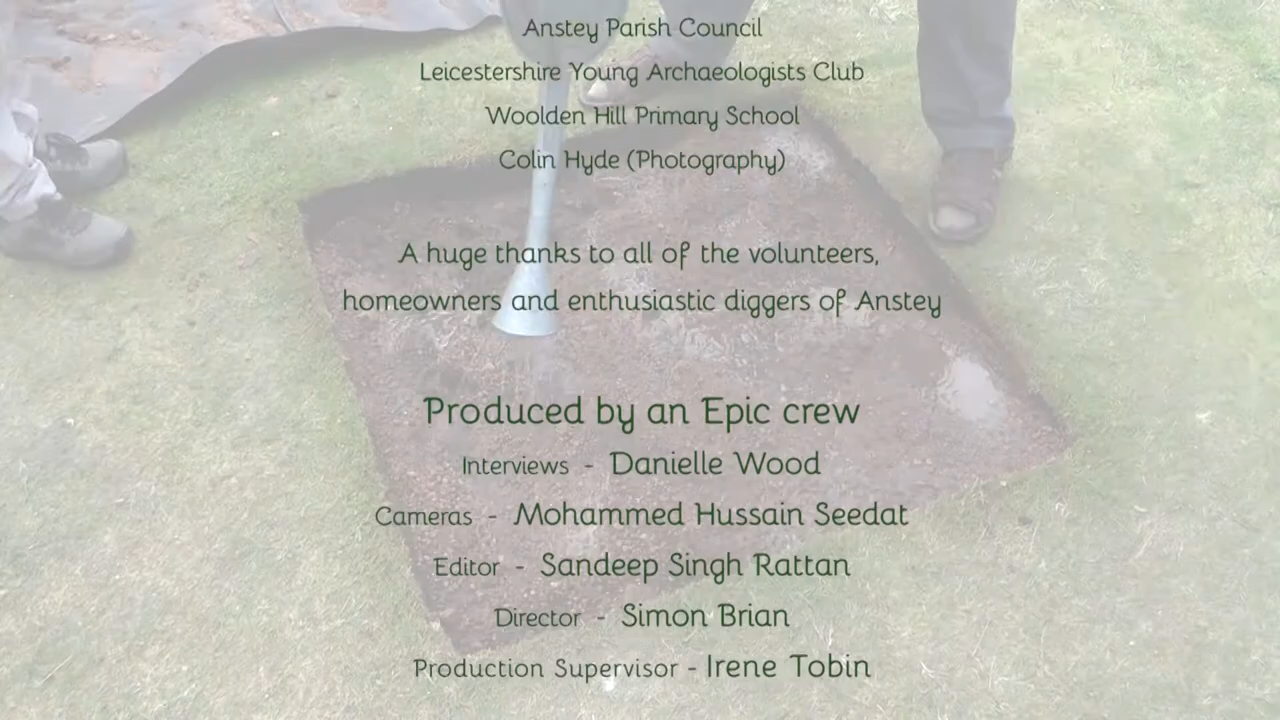 Anstey Parish Council
Leicestershire Young Archaeologists Club
Woolden Hill Primary School
Colin Hyde (Photography)
A huge thanks to all of the volunteers,
homeowners and enthusiastic diggers of Anstey
Produced by an Epic crew
Interviews - Danielle Wood
Cameras - Mohammed Hussain Seedat
Editor - Sandeep Singh Rattan
Director - Simon Brian
Production Supervisor - Irene Tobin